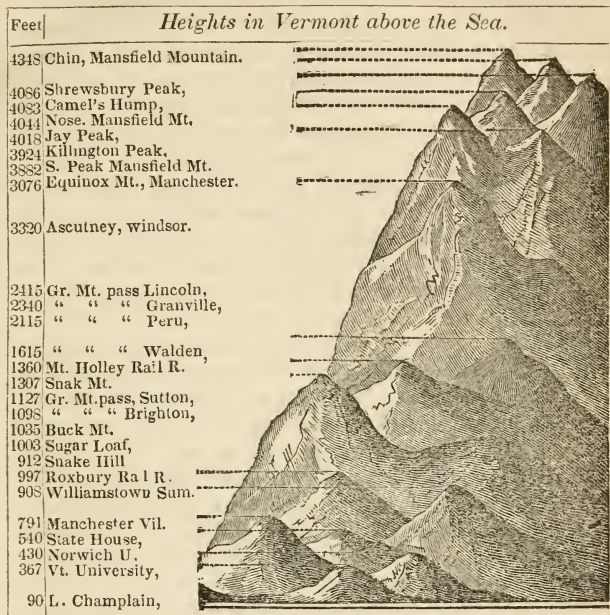 Feet Heights in Vermont above the Sea.
4348 Chin, Mansfield Mountain.
4086 Shrewsbury Peak,
4083 Camel's Hump,
4044 Nose. Mansfield Mt.
4018 Jay Peak,
3924 Killington Peak,
3882 S. Peak Mansfield Mt.
3076 Equinox Mt., Manchester.
3320 Ascutney, windsor.
2415 Gr. Mt. pass Lincoln,
2340 “ “ “ Granville,
2115 “ “ “ Peru,
1615 “ “ “ Walden,
1360 Mt. Holley Rail R.
1307 Snak Mt.
1127 Gr. Mt. pass, Sutton,
1098 “ “ “ Brighton,
1035 Buck Mt.
1003 Sugar Loaf,
912 Snake Hill
997 Roxbury Ra l R.
908 Williamstown Sum.
791 Manchester Vil.
540 State House,
430 Norwich U.
367 Vt. University,
90 L. Champlain,